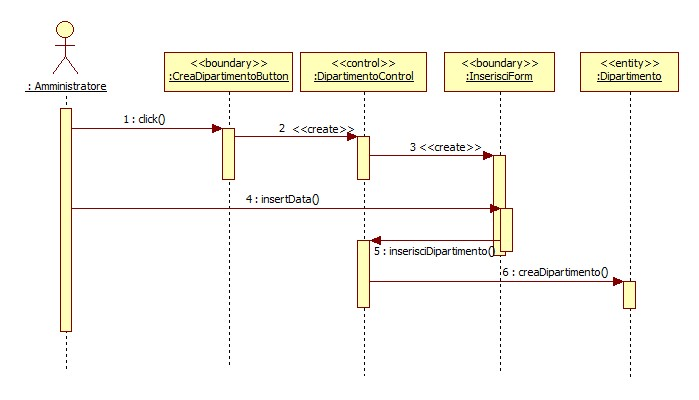 : Amministratore
<<boundary>>
:CreaDipartimentoButton
<<control>>
:DipartimentoControl
<<boundary>>
:InserisciForm
<<entity>>
:Dipartimento
1 : click()
2 <<create>>
3 <<create>>
4 : insertData()
5 : inserisciDipartimento()
6 : creaDipartimento()